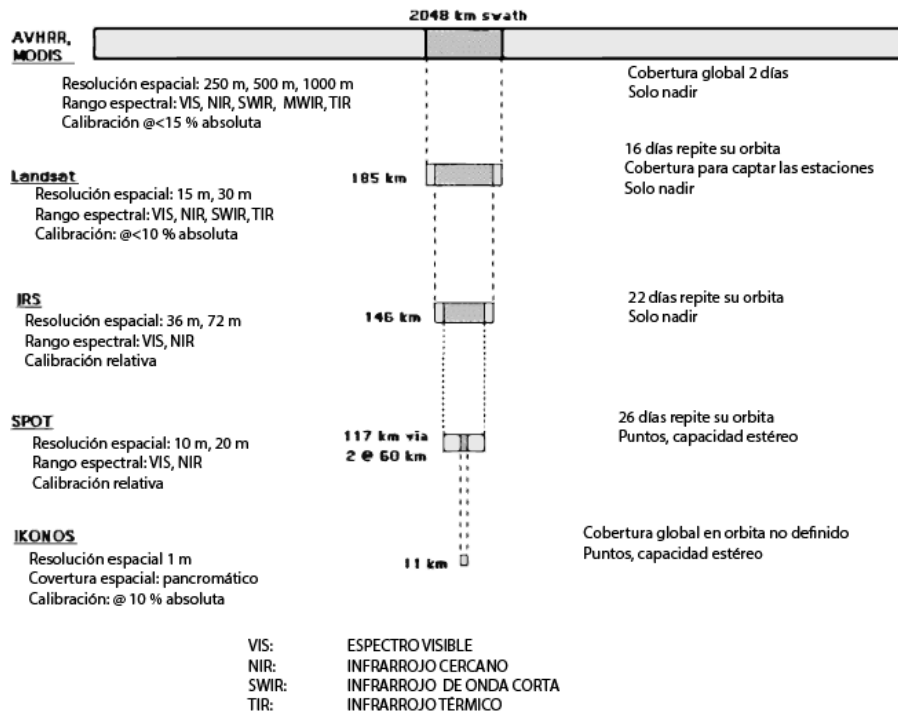 2048 km swath
AVHRR,
MODIS
Resolución espacial: 250 m, 500 m, 1000 m
Rango espectral: VIS, NIR, SWIR, MWIR, TIR
Calibración @<15 % absoluta
Cobertura global 2 días
Solo nadir
Landsat
Resolución espacial: 15 m, 30 m
Rango espectral: VIS, NIR, SWIR, TIR
Calibración: @<10 % absoluta
185 km
16 días repite su orbita
Cobertura para captar las estaciones
Solo nadir
IRS
Resolución espacial: 36 m, 72 m
Rango espectral: VIS, NIR
Calibración relativa
146 km
22 días repite su orbita
Solo nadir
SPOT
Resolución espacial: 10 m, 20 m
Rango espectral: VIS, NIR
Calibración relativa
117 km via
2 @ 60 km
26 días repite su orbita
Puntos, capacidad estéreo
IKONOS
Resolución espacial 1 m
Covertura espacial: pancromático
Calibración: @ 10 % absoluta
11 km
Cobertura global en orbita no definido
Puntos, capacidad estéreo
VIS: ESPECTRO VISIBLE
NIR: INFRARROJO CERCANO
SWIR: INFRARROJO DE ONDA CORTA
TIR: INFRARROJO TÉRMICO